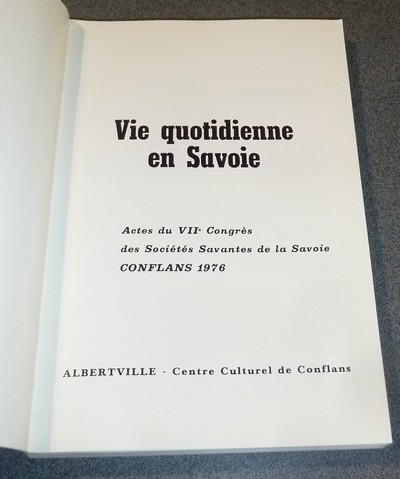 Vie quotidienne
en Savoie
Actes du VIIe Congrès
des Sociétés Savantes de la Savoie
CONFLANS 1976
ALBERTVILLE - Centre Culturel de Conflans